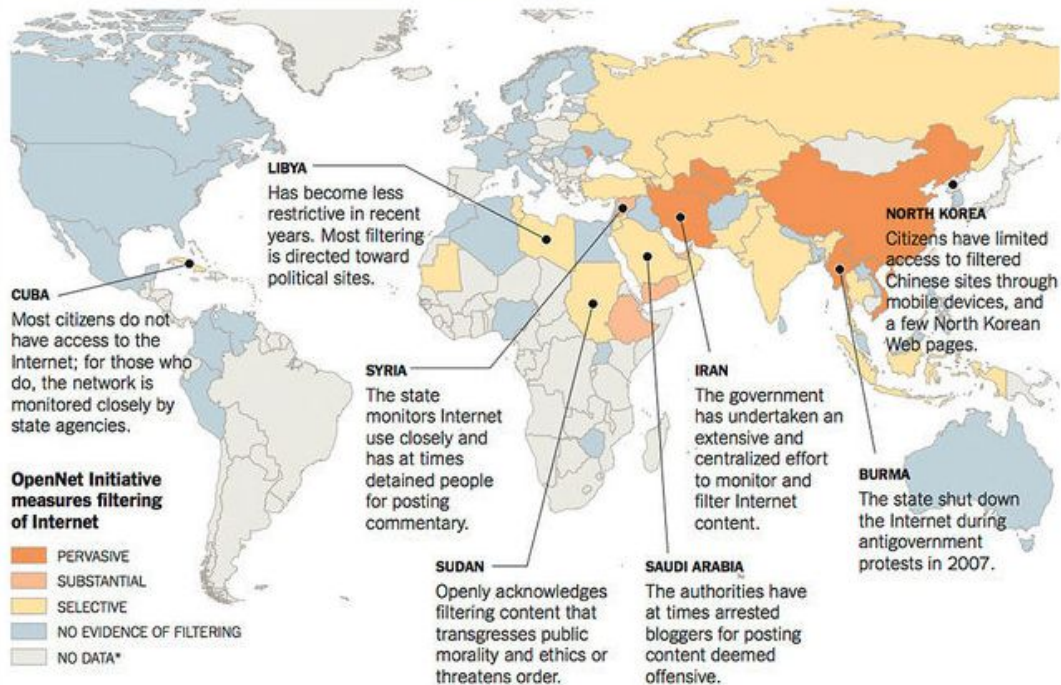 LIBYA
Has become less
restrictive in recent
years. Most filtering
is directed toward
political sites.
CUBA
Most citizens do not
have access to the
Internet; for those who
do, the network is
monitored closely by
state agencies.
SYRIA
The state
monitors Internet
use closely and
has at times
detained people
for posting
commentary.
IRAN
The government
has undertaken an
extensive and
centralized effort
to monitor and
filter Internet
content.
NORTH KOREA
Citizens have limited
access to filtered
Chinese sites through
mobile devices, and
a few North Korean
Web pages.
BURMA
The state shut down
the Internet during
antigovernment
protests in 2007.
SUDAN
Openly acknowledges
filtering content that
transgresses public
morality and ethics or
threatens order.
SAUDI ARABIA
The authorities have
at times arrested
bloggers for posting
content deemed
offensive.
OpenNet Initiative
measures filtering
of Internet
PERVASIVE
SUBSTANTIAL
SELECTIVE
NO EVIDENCE OF FILTERING
NO DATA*